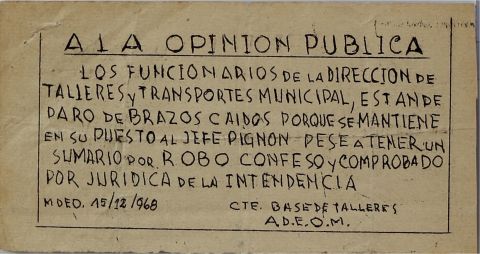 A LA OPINION PUBLICA
LOS FUNCIONARIOS DE LA DIRECCION DE
TALLERES Y TRANSPORTES MUNICIPAL, ESTAN DE
PARO DE BRAZOS CAIDOS PORQUE SE MANTIENE
EN SU PUESTO AL JEFE PIGNON PESE A TENER UN
SUMARIO POR ROBO CONFESO Y COMPROBADO
POR JURIDICA DE LA INTENDENCIA
MDEO. 15/12/968 CTE. BASE DE TALLERES
A.D.E.O.M.